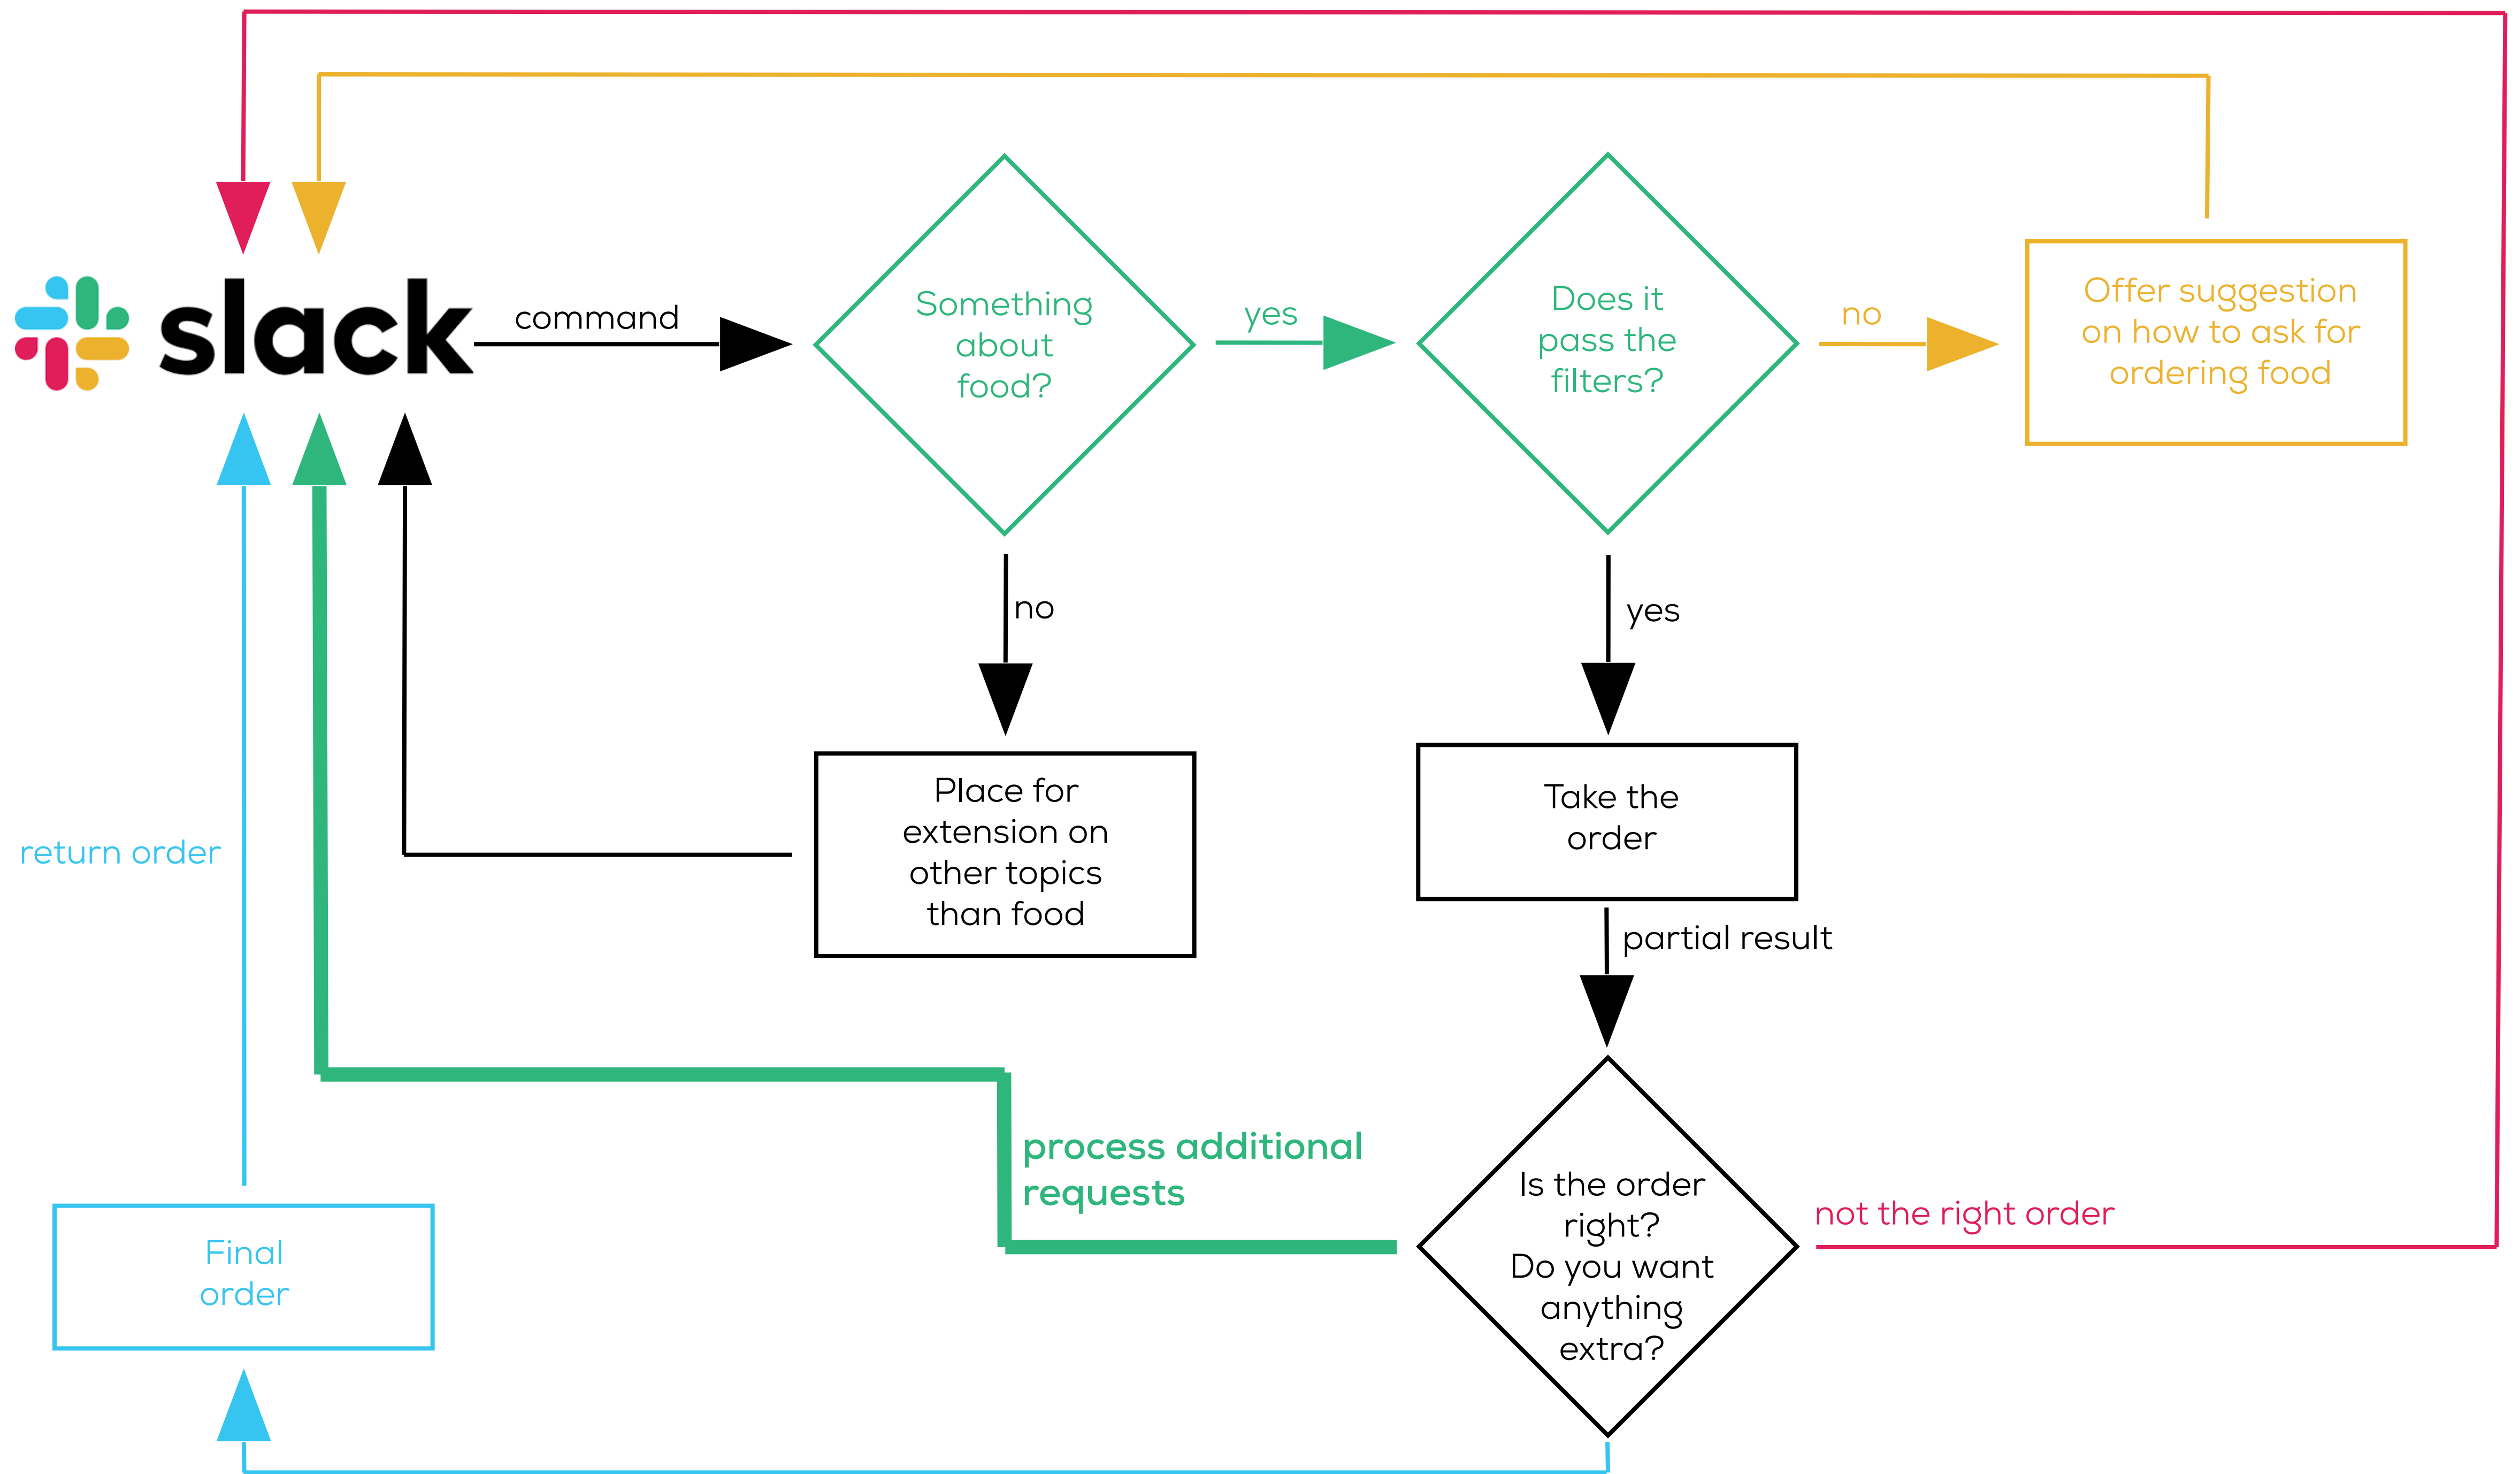 slack
command
Something
about
food?
yes
Does it
pass the
filters?
no
Offer suggestion
on how to ask for
ordering food
no
yes
Place for
extension on
other topics
than food
Take the
order
return order
partial result
process additional
requests
Is the order
right?
Do you want
anything
extra?
not the right order
Final
order